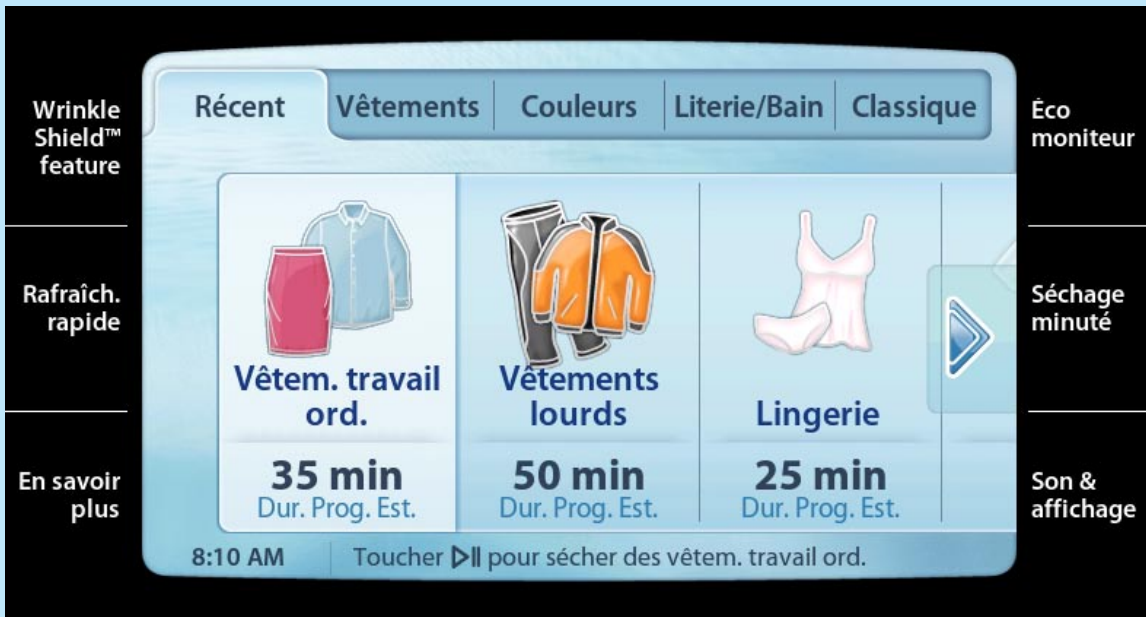 Wrinkle
Shield™
feature
Rafraîch.
rapide
En savoir
plus
Récent
Vêtements
Couleurs
Literie/Bain
Classique
Vêtem. travail
ord.
35 min
Dur. Prog. Est.
Vêtements
lourds
50 min
Dur. Prog. Est.
Lingerie
25 min
Dur. Prog. Est.
8:10 AM
Toucher ▷II pour sécher des vêtem. travail ord.
Éco
moniteur
Séchage
minuté
Son &
affichage